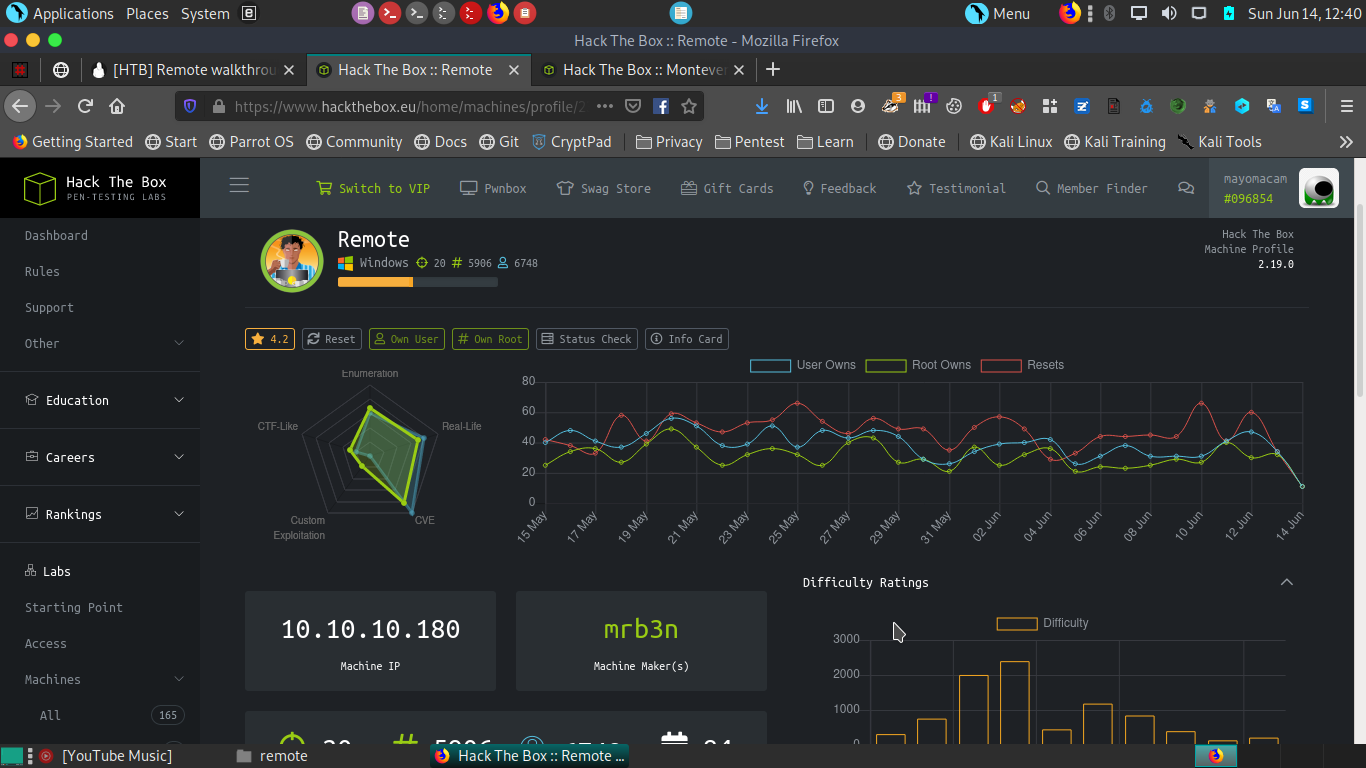 Applications Places System Menu Sun Jun 14, 12:40
Hack The Box :: Remote - Mozilla Firefox
[HTB] Remote walkthrou Hack The Box :: Remote Hack The Box :: Monteve
https://www.hackthebox.eu/home/machines/profile/2 ••• 3 ! 1
Getting Started Start Parrot OS Community Docs Git CryptPad Privacy Pentest Learn Donate Kali Linux Kali Training Kali Tools
Hack The Box
PEN-TESTING LABS
Switch to VIP Pwnbox Swag Store Gift Cards Feedback Testimonial Member Finder
mayomacam
#096854
Dashboard
Rules
Support
Other
Education
Careers
Rankings
Labs
Starting Point
Access
Machines
All 165
Remote
Windows 20 # 5906 6748
Hack The Box
Machine Profile
2.19.0
4.2 Reset Own User # Own Root Status Check Info Card
Enumeration
CTF-Like
Real-Life
Custom
Exploitation
CVE
User Owns Root Owns Resets
80
60
40
20
0
15 May 17 May 19 May 21 May 23 May 25 May 27 May 29 May 31 May 02 Jun 04 Jun 06 Jun 08 Jun 10 Jun 12 Jun 14 Jun
10.10.10.180
Machine IP
mrb3n
Machine Maker(s)
Difficulty Ratings
Difficulty
3000
2000
1000
0
20 # 5906 6748
[YouTube Music] remote Hack The Box :: Remote ...